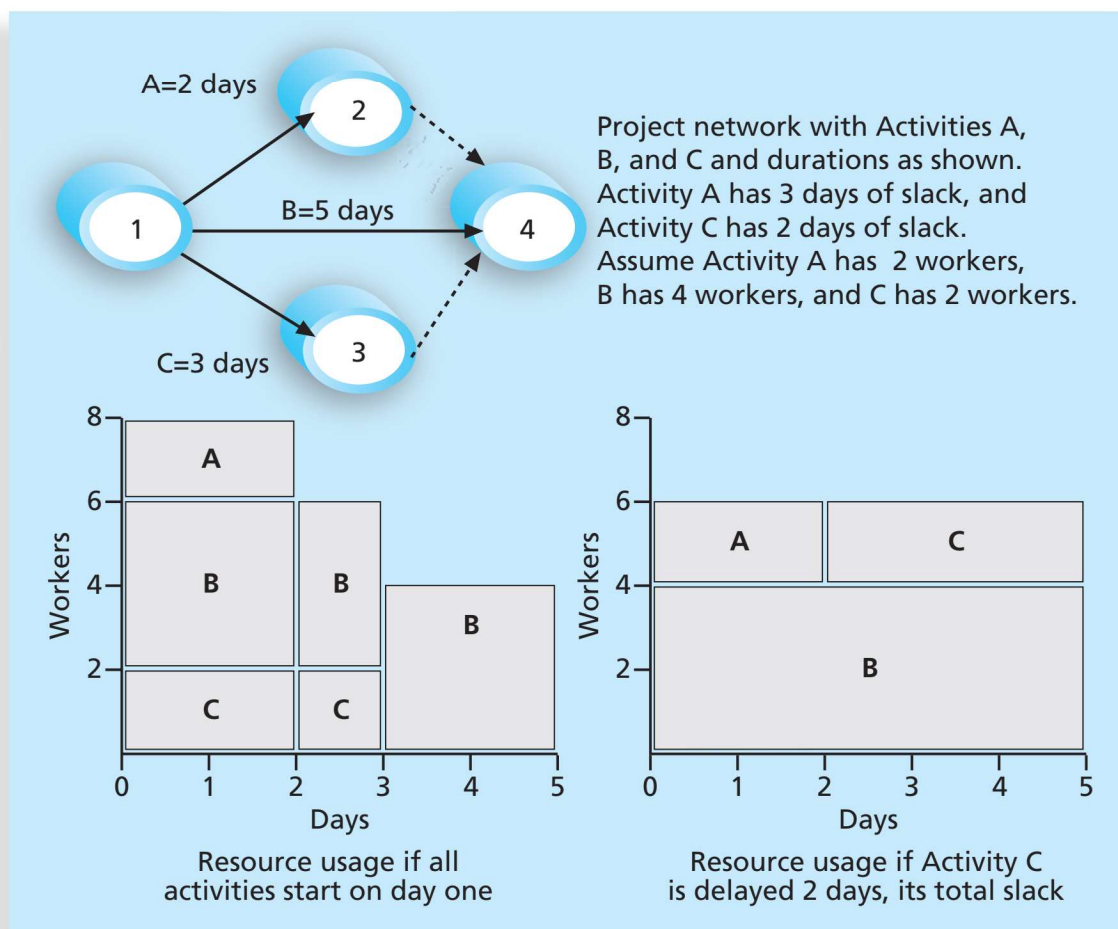 A=2 days
2
1
B=5 days
4
C=3 days
3
Project network with Activities A,
B, and C and durations as shown.
Activity A has 3 days of slack, and
Activity C has 2 days of slack.
Assume Activity A has 2 workers,
B has 4 workers, and C has 2 workers.
8
6
4
2
Workers
A
B
B
B
C
C
0 1 2 3 4 5
Days
Resource usage if all
activities start on day one
8
6
4
2
Workers
A C
B
0 1 2 3 4 5
Days
Resource usage if Activity C
is delayed 2 days, its total slack